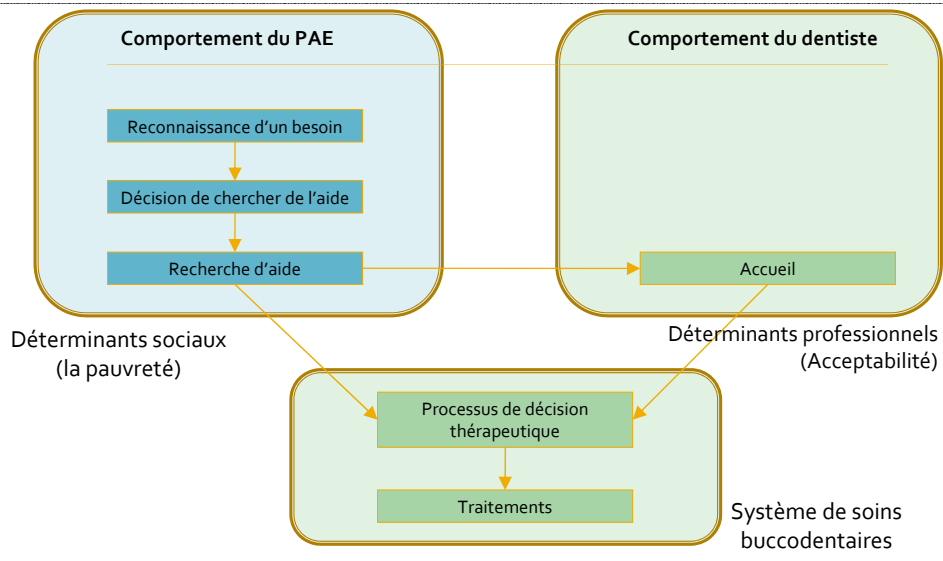 Comportement du PAE
Comportement du dentiste
Reconnaissance d'un besoin
Décision de chercher de l'aide
Recherche d'aide
Accueil
Déterminants sociaux
(la pauvreté)
Déterminants professionnels
(Acceptabilité)
Processus de décision
thérapeutique
Traitements
Système de soins
buccodentaires